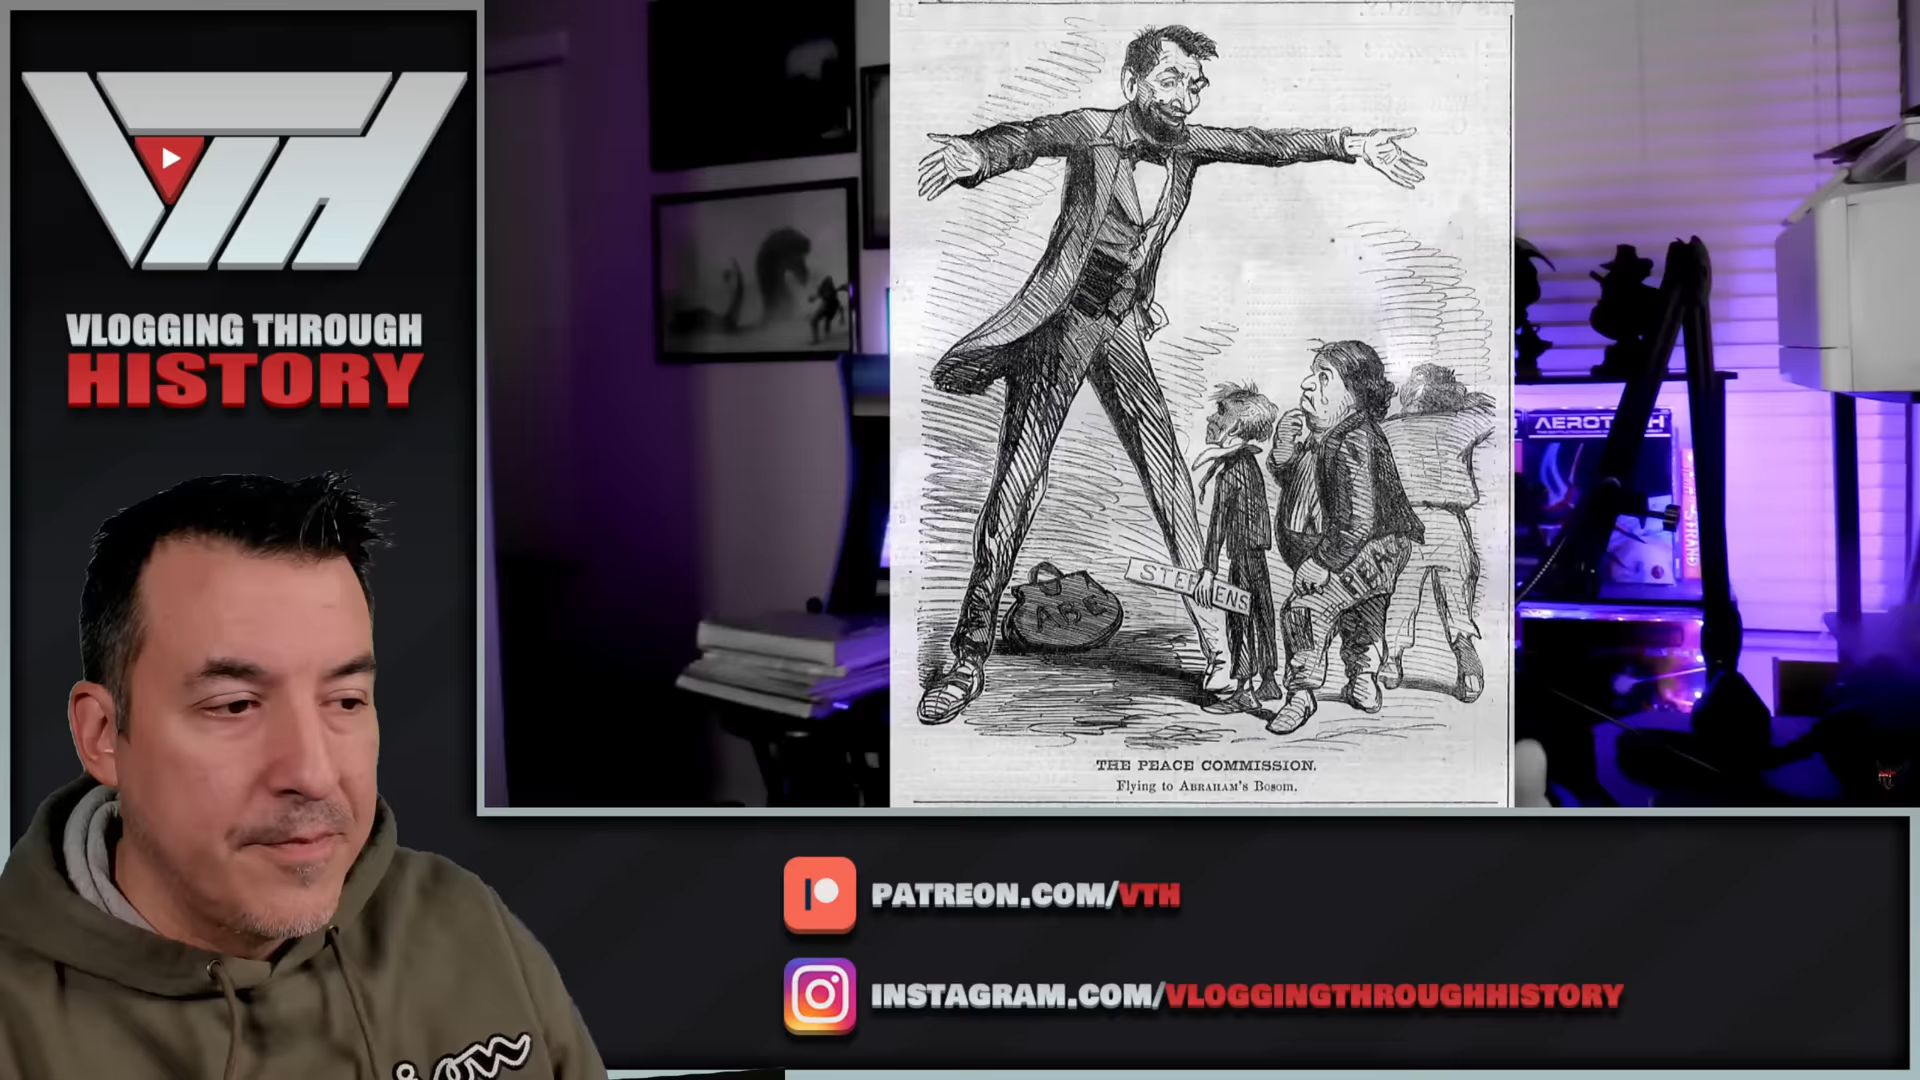 VTH
VLOGGING THROUGH
HISTORY
STEPHENS
ABE
PEACE
THE PEACE COMMISSION.
Flying to ABRAHAM'S Bosom.
PATREON.COM/VTH
INSTAGRAM.COM/VLOGGINGTHROUGHHISTORY